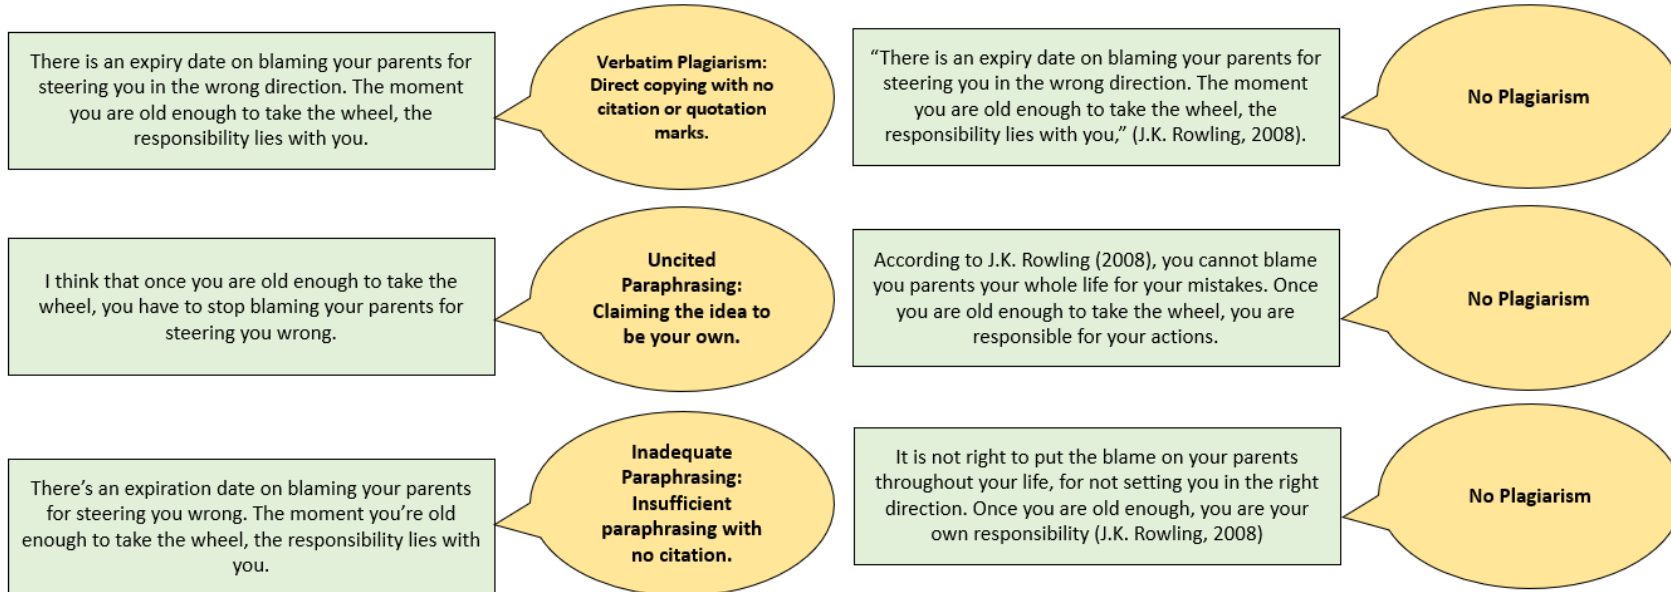 There is an expiry date on blaming your parents for
steering you in the wrong direction. The moment
you are old enough to take the wheel, the
responsibility lies with you.
Verbatim Plagiarism:
Direct copying with no
citation or quotation
marks.
“There is an expiry date on blaming your parents for
steering you in the wrong direction. The moment
you are old enough to take the wheel, the
responsibility lies with you,” (J.K. Rowling, 2008).
No Plagiarism
I think that once you are old enough to take the
wheel, you have to stop blaming your parents for
steering you wrong.
Uncited
Paraphrasing:
Claiming the idea to
be your own.
According to J.K. Rowling (2008), you cannot blame
you parents your whole life for your mistakes. Once
you are old enough to take the wheel, you are
responsible for your actions.
No Plagiarism
There’s an expiration date on blaming your parents
for steering you wrong. The moment you’re old
enough to take the wheel, the responsibility lies with
you.
Inadequate
Paraphrasing:
Insufficient
paraphrasing with
no citation.
It is not right to put the blame on your parents
throughout your life, for not setting you in the right
direction. Once you are old enough, you are your
own responsibility (J.K. Rowling, 2008)
No Plagiarism